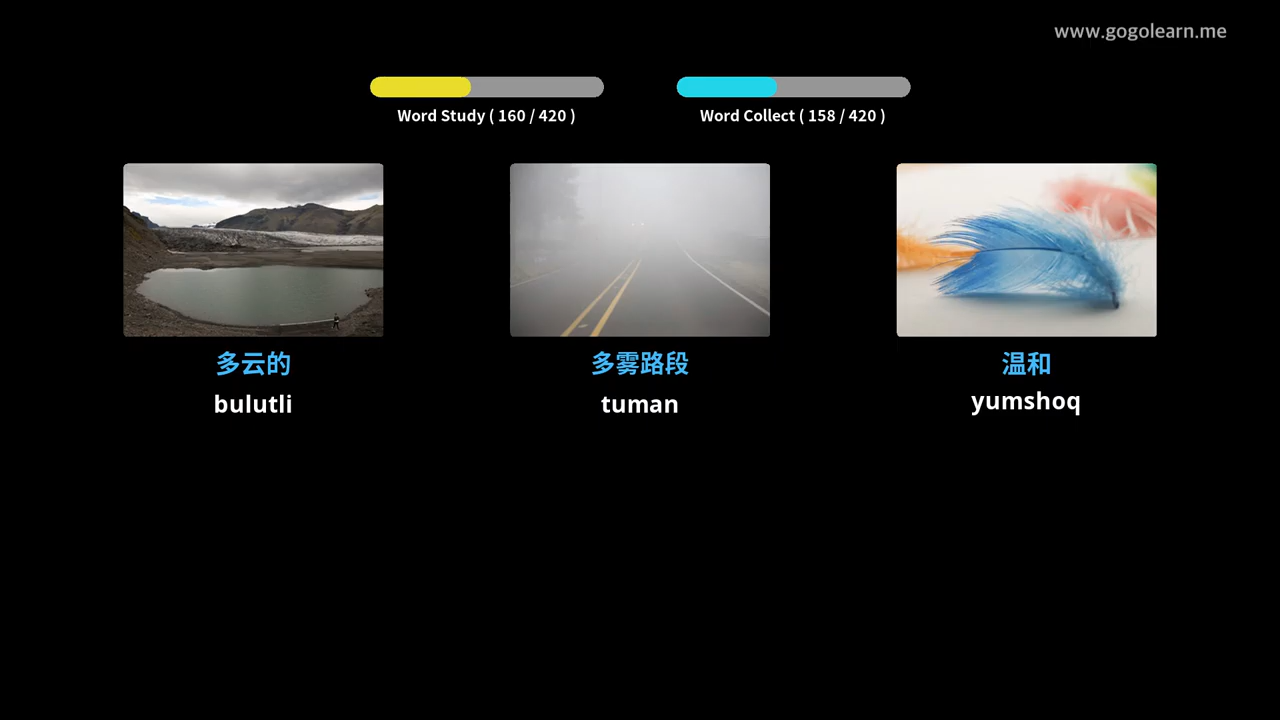 www.gogolearn.me
Word Study ( 160 / 420 )
Word Collect ( 158 / 420 )
多云的
多雾路段
温和
bulutli
tuman
yumshoq